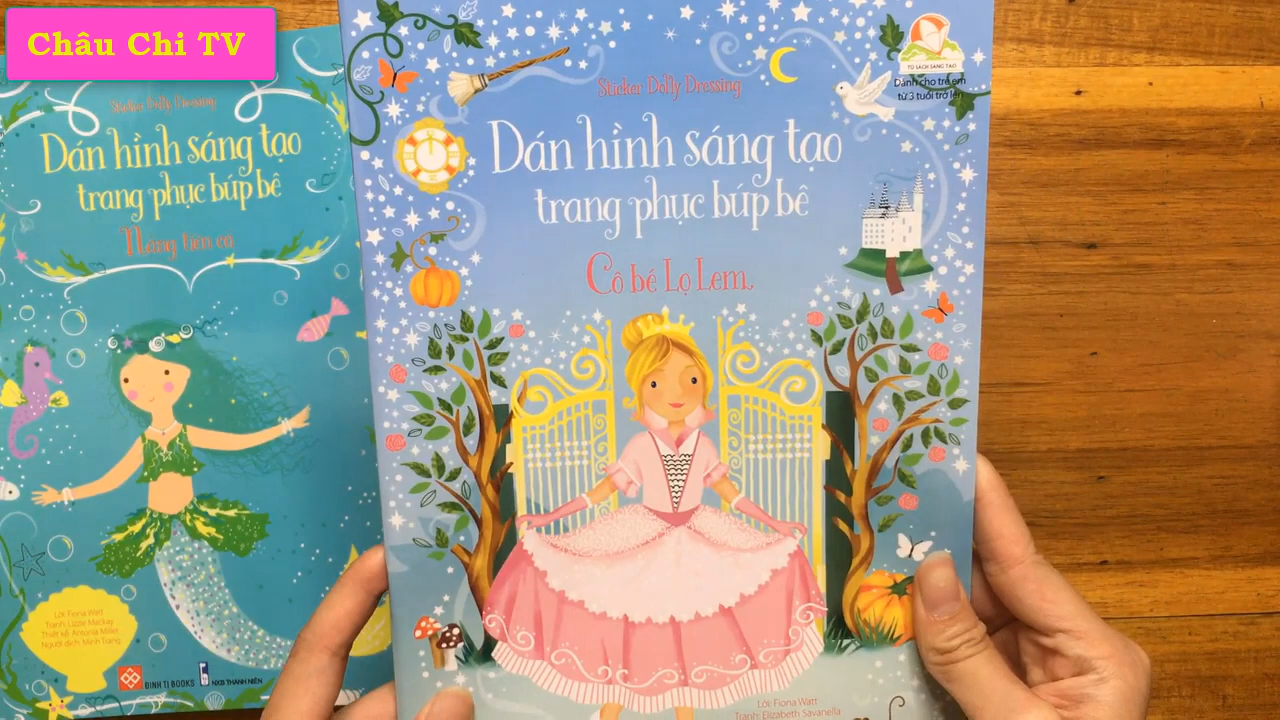 Châu Chi TV
Sticker Dolly Dressing
Dán hình sáng tạo
trang phục búp bê
Nàng tiên cá
Lời: Fiona Watt
Tranh: Lizzie Mackay
Thiết kế: Antonia Miller
Người dịch: Minh Trang
ĐINH TỊ BOOKS
NXB THANH NIÊN
TỦ SÁCH SÁNG TẠO
Dành cho trẻ em
từ 3 tuổi trở lên
Sticker Dolly Dressing
Dán hình sáng tạo
trang phục búp bê
Cô bé Lọ Lem
Lời: Fiona Watt
Tranh: Elizabeth Savanella